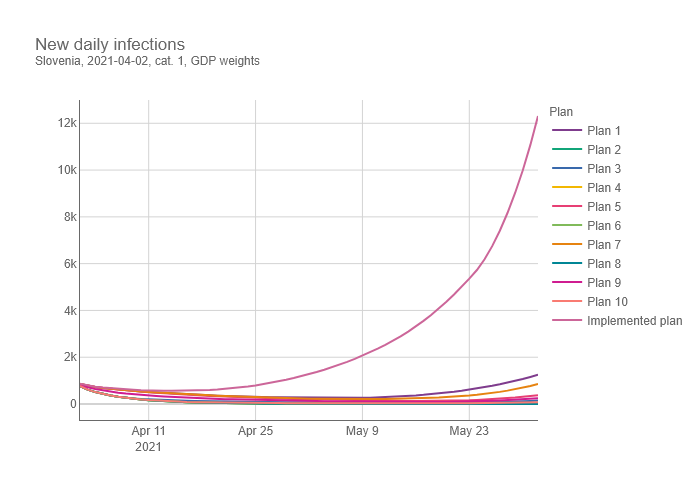 New daily infections
Slovenia, 2021-04-02, cat. 1, GDP weights
12k
10k
8k
6k
4k
2k
0
Apr 11
2021
Apr 25
May 9
May 23
Plan
Plan 1
Plan 2
Plan 3
Plan 4
Plan 5
Plan 6
Plan 7
Plan 8
Plan 9
Plan 10
Implemented plan